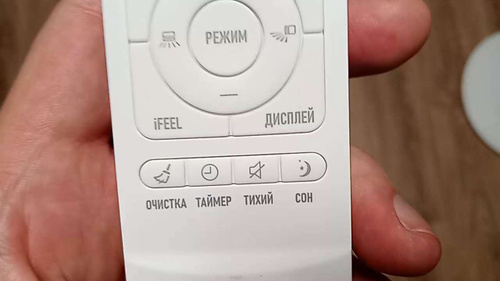 РЕЖИМ
iFEEL ДИСПЛЕЙ
ОЧИСТКА ТАЙМЕР ТИХИЙ СОН